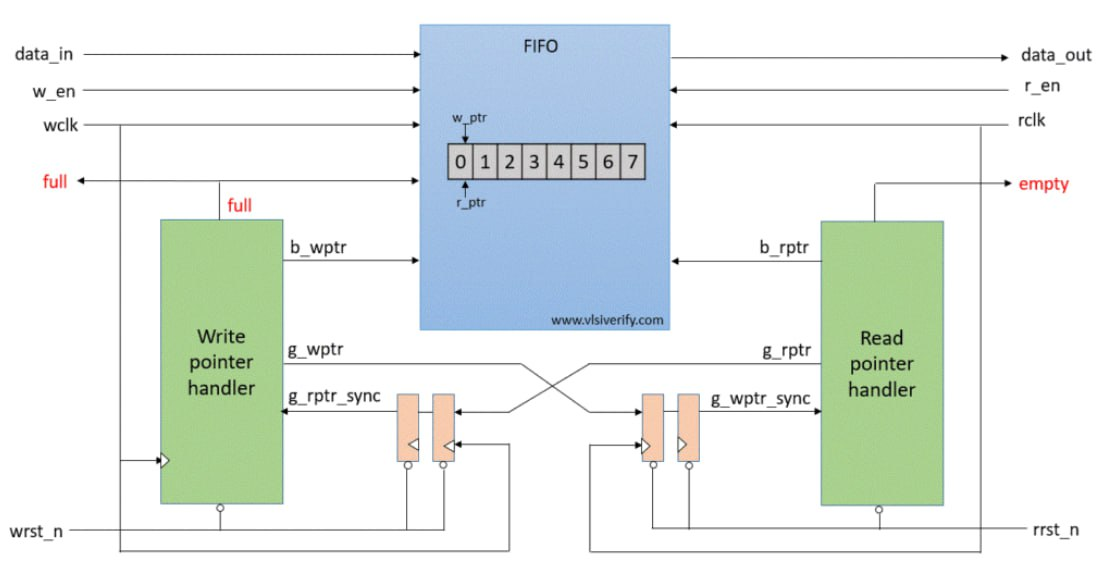 FIFO
data_in
data_out
w_en
r_en
wclk
rclk
w_ptr
0 1 2 3 4 5 6 7
r_ptr
full
full
empty
b_wptr
b_rptr
www.vlsiverify.com
Write
pointer
handler
Read
pointer
handler
g_wptr
g_rptr
g_rptr_sync
g_wptr_sync
wrst_n
rrst_n